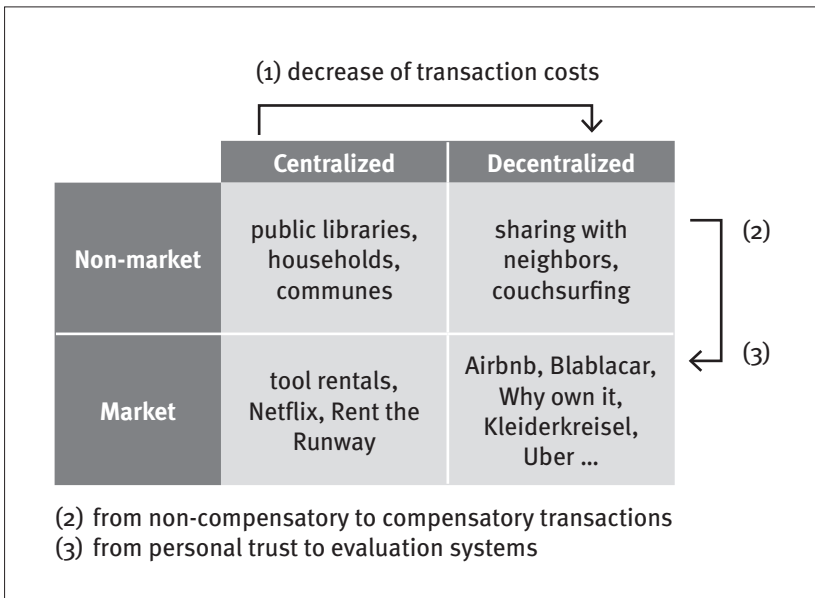 (1) decrease of transaction costs
Centralized
Decentralized
Non-market
public libraries,
households,
communes
sharing with
neighbors,
couchsurfing
(2)
(3)
Market
tool rentals,
Netflix, Rent the
Runway
Airbnb, Blablacar,
Why own it,
Kleiderkreisel,
Uber ...
(2) from non-compensatory to compensatory transactions
(3) from personal trust to evaluation systems